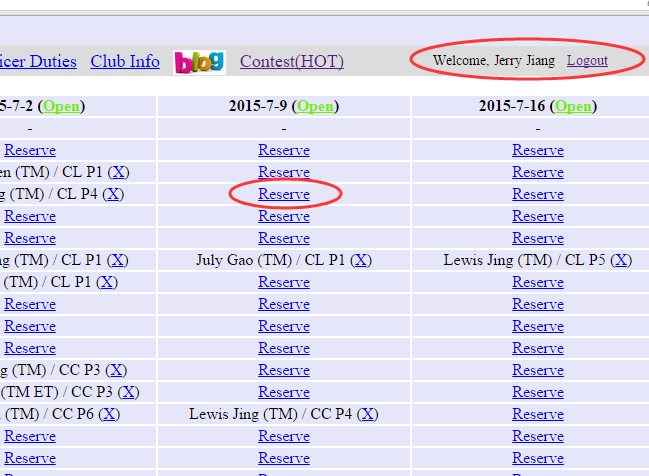 icer Duties Club Info blog Contest(HOT) Welcome, Jerry Jiang Logout
5-7-2 (Open) 2015-7-9 (Open) 2015-7-16 (Open)
- - -
Reserve Reserve Reserve
en (TM) / CL P1 (X) Reserve Reserve
g (TM) / CL P4 (X) Reserve Reserve
Reserve Reserve Reserve
Reserve Reserve Reserve
ng (TM) / CL P1 (X) July Gao (TM) / CL P1 (X) Lewis Jing (TM) / CL P5 (X)
(TM) / CL P1 (X) Reserve Reserve
Reserve Reserve Reserve
Reserve Reserve Reserve
Reserve Reserve Reserve
g (TM) / CC P3 (X) Reserve Reserve
(TM ET) / CC P3 (X) Reserve Reserve
(TM) / CC P6 (X) Lewis Jing (TM) / CC P4 (X) Reserve
Reserve Reserve Reserve
Reserve Reserve Reserve